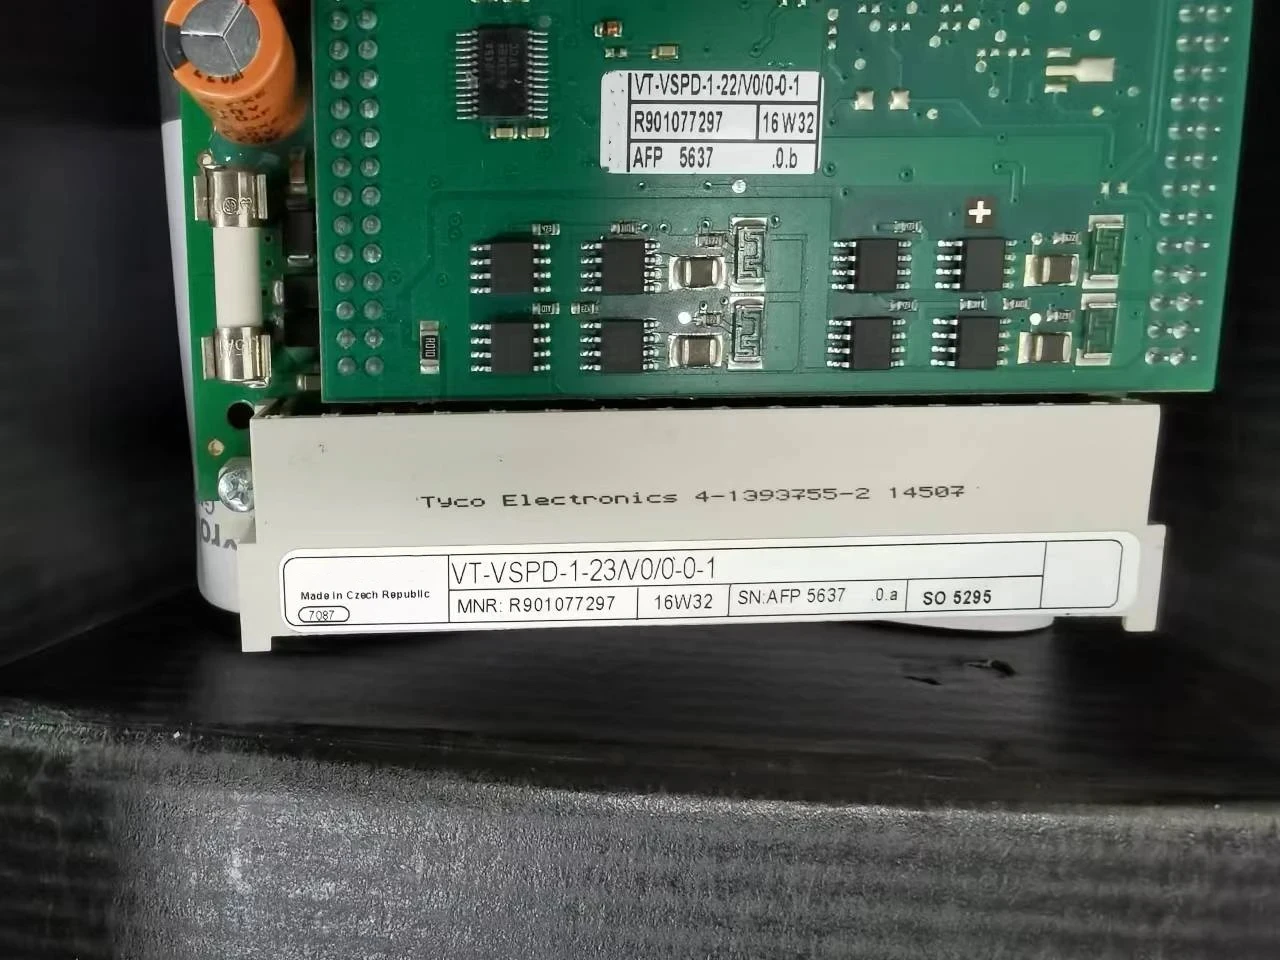 VT-VSPD-1-22/V0/0-0-1
R901077297 16W32
AFP 5637 .0.b
R010
Tyco Electronics 4-1393755-2 14507
VT-VSPD-1-23/V0/0-0-1
Made in Czech Republic
MNR: R901077297 16W32 SN:AFP 5637 .0.a SO 5295
7087